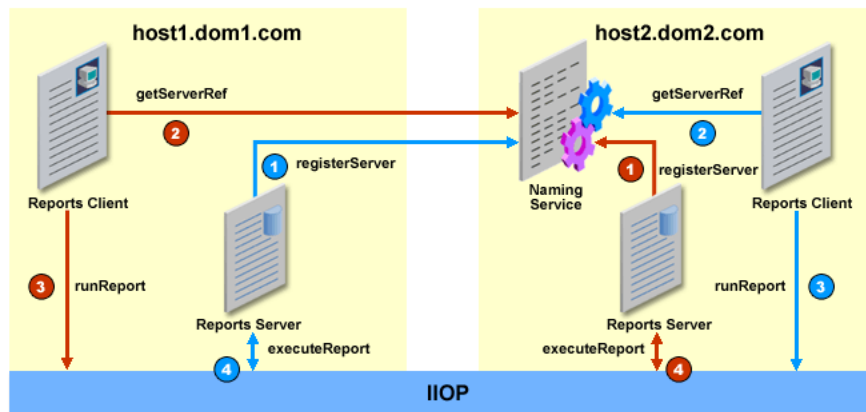 host1.dom1.com
host2.dom2.com
getServerRef
getServerRef
2
2
1
registerServer
1
registerServer
Naming
Service
Reports Client
Reports Client
3
runReport
runReport
3
Reports Server
Reports Server
4
executeReport
executeReport
4
IIOP